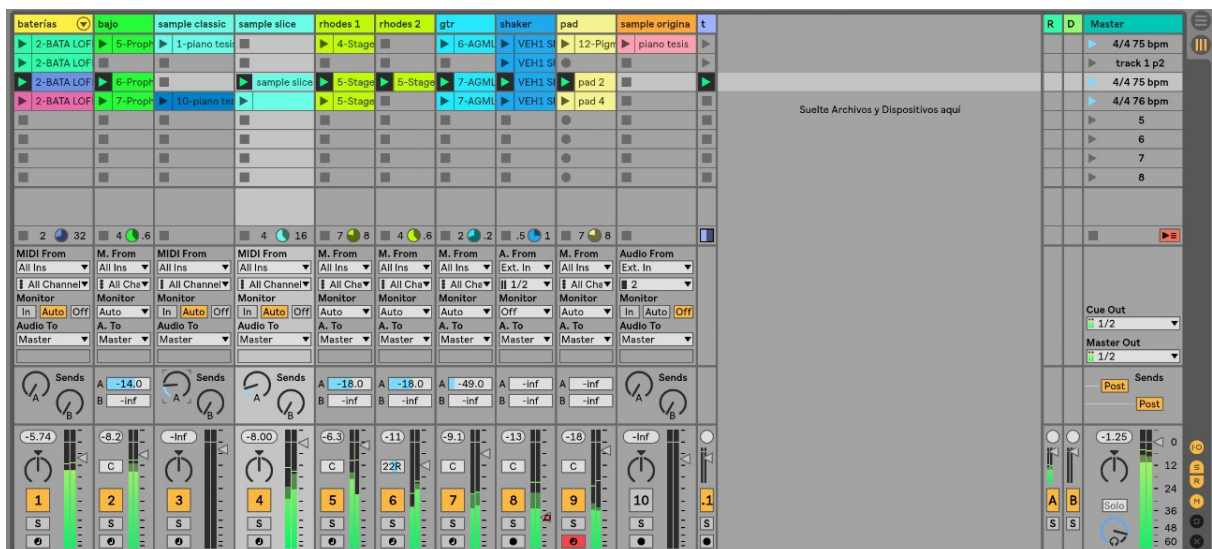 baterías bajo sample classic sample slice rhodes 1 rhodes 2 gtr shaker pad sample origina t R D Master
2-BATA LOF 5-Proph 1-piano tesi 4-Stage 6-AGML VEH1 S 12-Pign piano tesis 4/4 75 bpm
2-BATA LOF VEH1 S track 1 p2
2-BATA LOF 6-Proph sample slice 5-Stage 5-Stage 7-AGML VEH1 S pad 2 4/4 75 bpm
2-BATA LOF 7-Proph 10-piano tes 5-Stage 7-AGML VEH1 S pad 4 4/4 76 bpm
Suelte Archivos y Dispositivos aquí
5
6
7
8
2 32 4 .6 4 16 7 8 4 .6 2 .2 .5 1 7 8
MIDI From M. From MIDI From MIDI From M. From M. From M. From A. From M. From Audio From
All Ins All Ins All Ins All Ins All Ins All Ins All Ins Ext. In All Ins Ext. In
All Channel All Cha All Channel All Channel All Cha All Cha All Cha 1/2 All Cha 2
Monitor Monitor Monitor Monitor Monitor Monitor Monitor Monitor Monitor Monitor
In Auto Off Auto In Auto Off In Auto Off Auto Auto Auto Off Auto In Auto Off Cue Out
Audio To A. To Audio To Audio To A. To A. To A. To A. To A. To Audio To 1/2
Master Master Master Master Master Master Master Master Master Master Master Out
1/2
Sends A -14.0 Sends Sends A -18.0 A -18.0 A -49.0 A -inf A -inf Sends Sends
A B B -inf A B A B B -inf B -inf B -inf B -inf B -inf A B Post
Post
-5.74 -8.2 -Inf -8.00 -6.3 -11 -9.1 -13 -18 -Inf -1.25 0
C C 22R C C C 12
1 2 3 4 5 6 7 8 9 10 .1 A B Solo 24
36
S S S S S S S S S S S S S 48
60
I·O
S
R
M
D
X